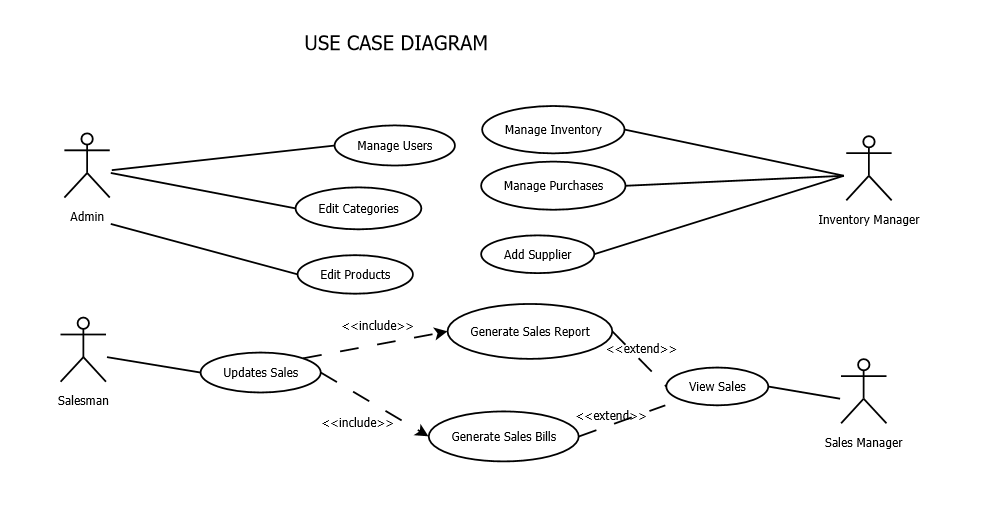 USE CASE DIAGRAM
Manage Users
Manage Inventory
Admin
Edit Categories
Manage Purchases
Inventory Manager
Edit Products
Add Supplier
<<include>>
Generate Sales Report
<<extend>>
Salesman
Updates Sales
View Sales
<<include>>
Generate Sales Bills
<<extend>>
Sales Manager